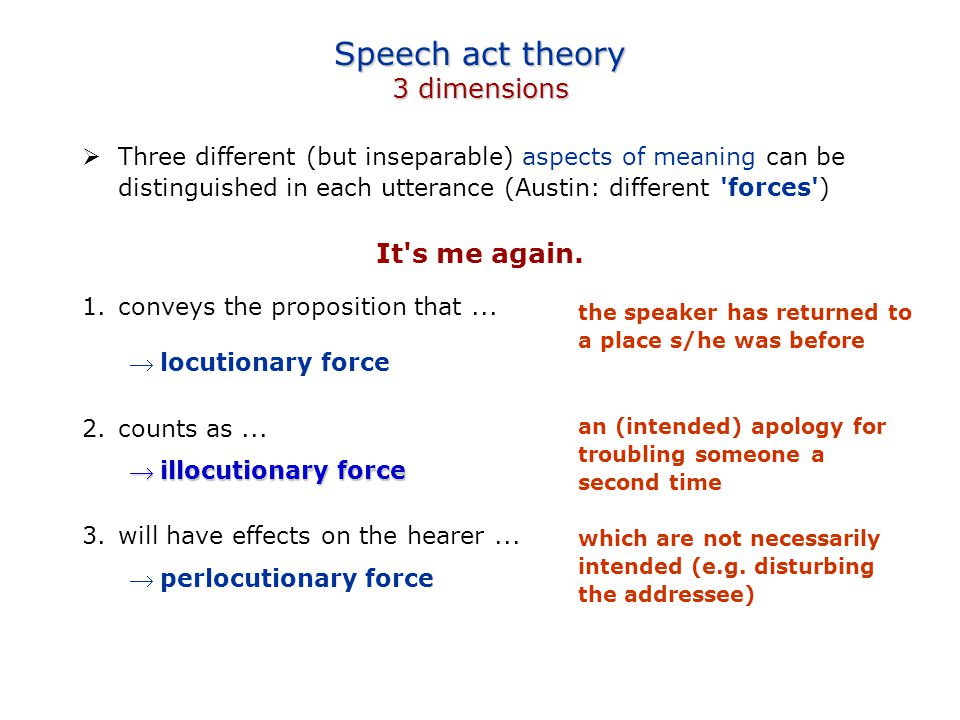 Speech act theory
3 dimensions
➢ Three different (but inseparable) aspects of meaning can be
distinguished in each utterance (Austin: different 'forces')
It's me again.
1. conveys the proposition that ...
the speaker has returned to
a place s/he was before
→ locutionary force
2. counts as ...
an (intended) apology for
troubling someone a
second time
→ illocutionary force
3. will have effects on the hearer ...
which are not necessarily
intended (e.g. disturbing
the addressee)
→ perlocutionary force